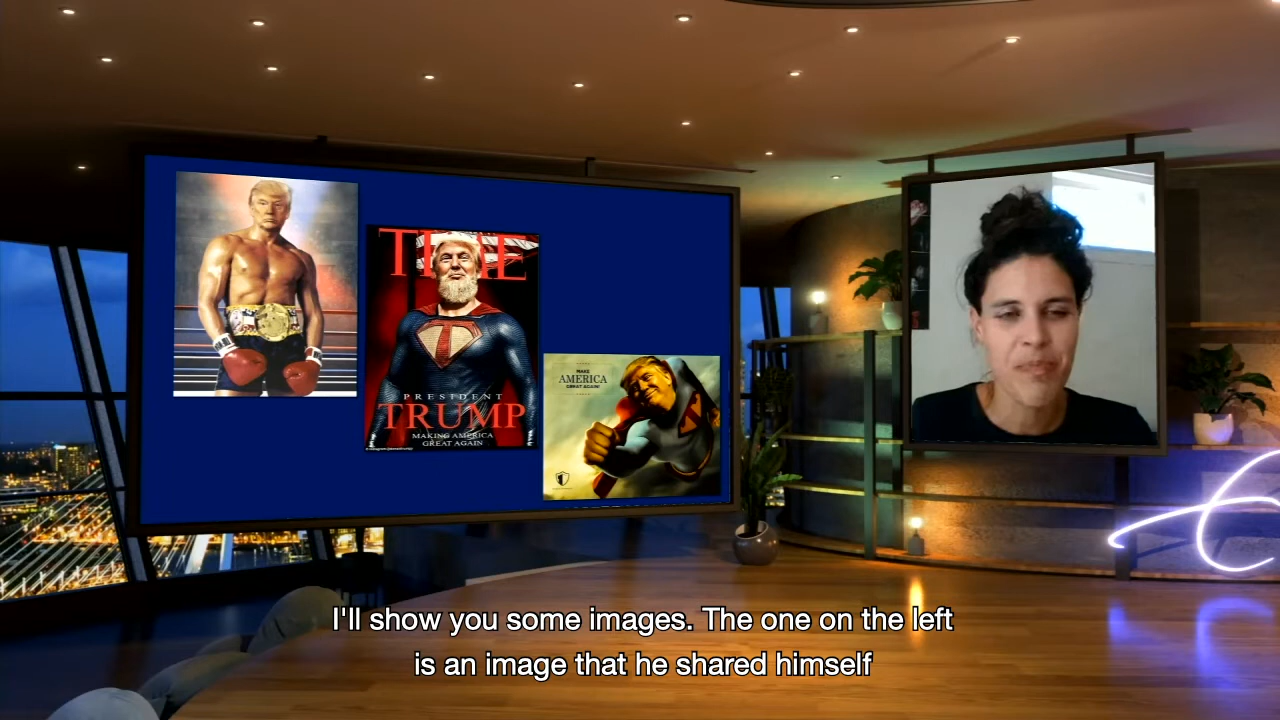 TIME
PRESIDENT
TRUMP
MAKING AMERICA
GREAT AGAIN
MAKE
AMERICA
GREAT AGAIN!
I'll show you some images. The one on the left
is an image that he shared himself